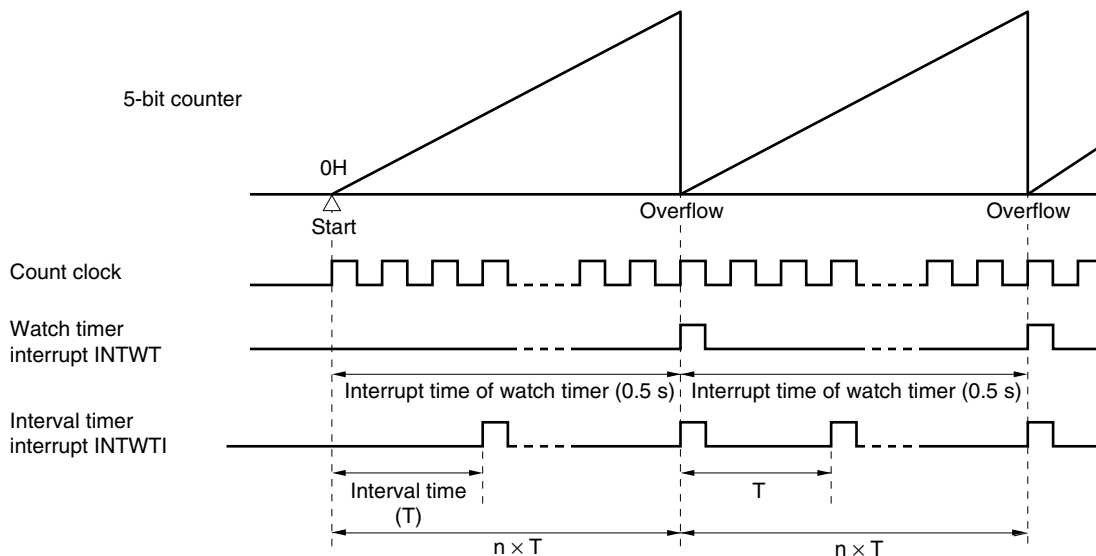 5-bit counter
0H
Start
Overflow
Overflow
Count clock
Watch timer
interrupt INTWT
Interrupt time of watch timer (0.5 s)
Interrupt time of watch timer (0.5 s)
Interval timer
interrupt INTWTI
Interval time
(T)
T
n × T
n × T